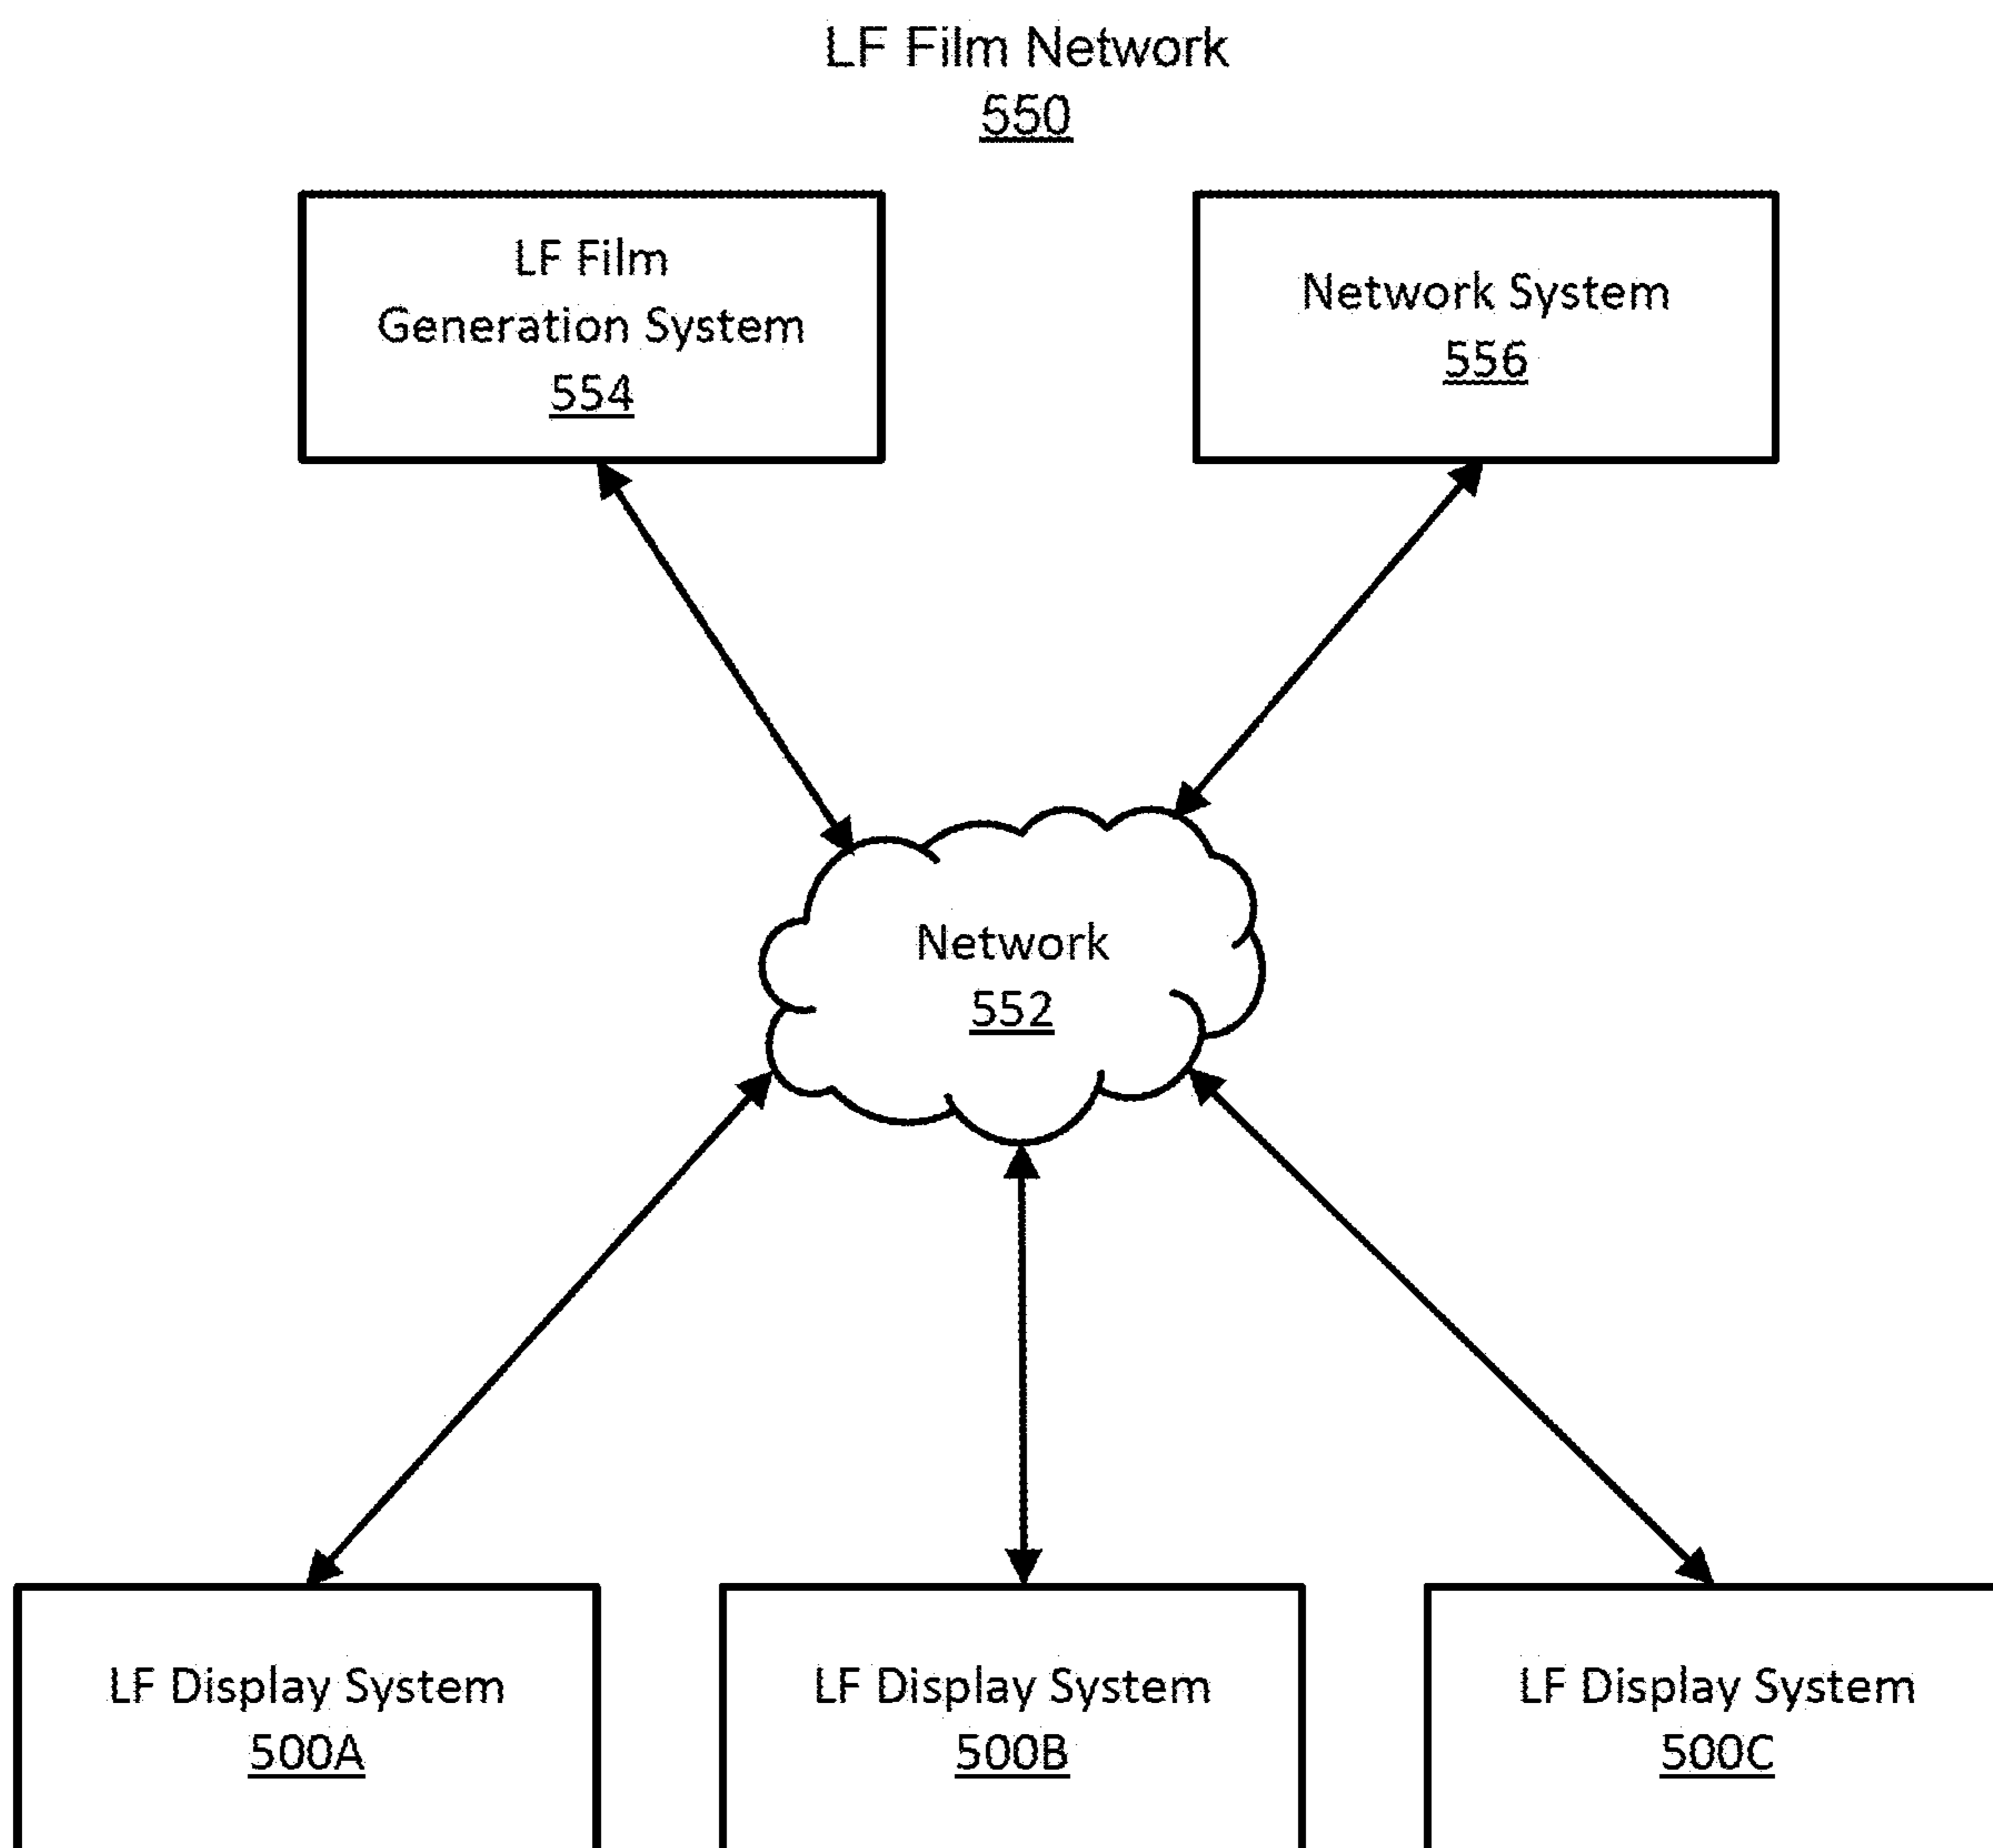 LF Film Network
550
LF Film
Generation System
554
Network System
556
Network
552
LF Display System
500A
LF Display System
500B
LF Display System
500C